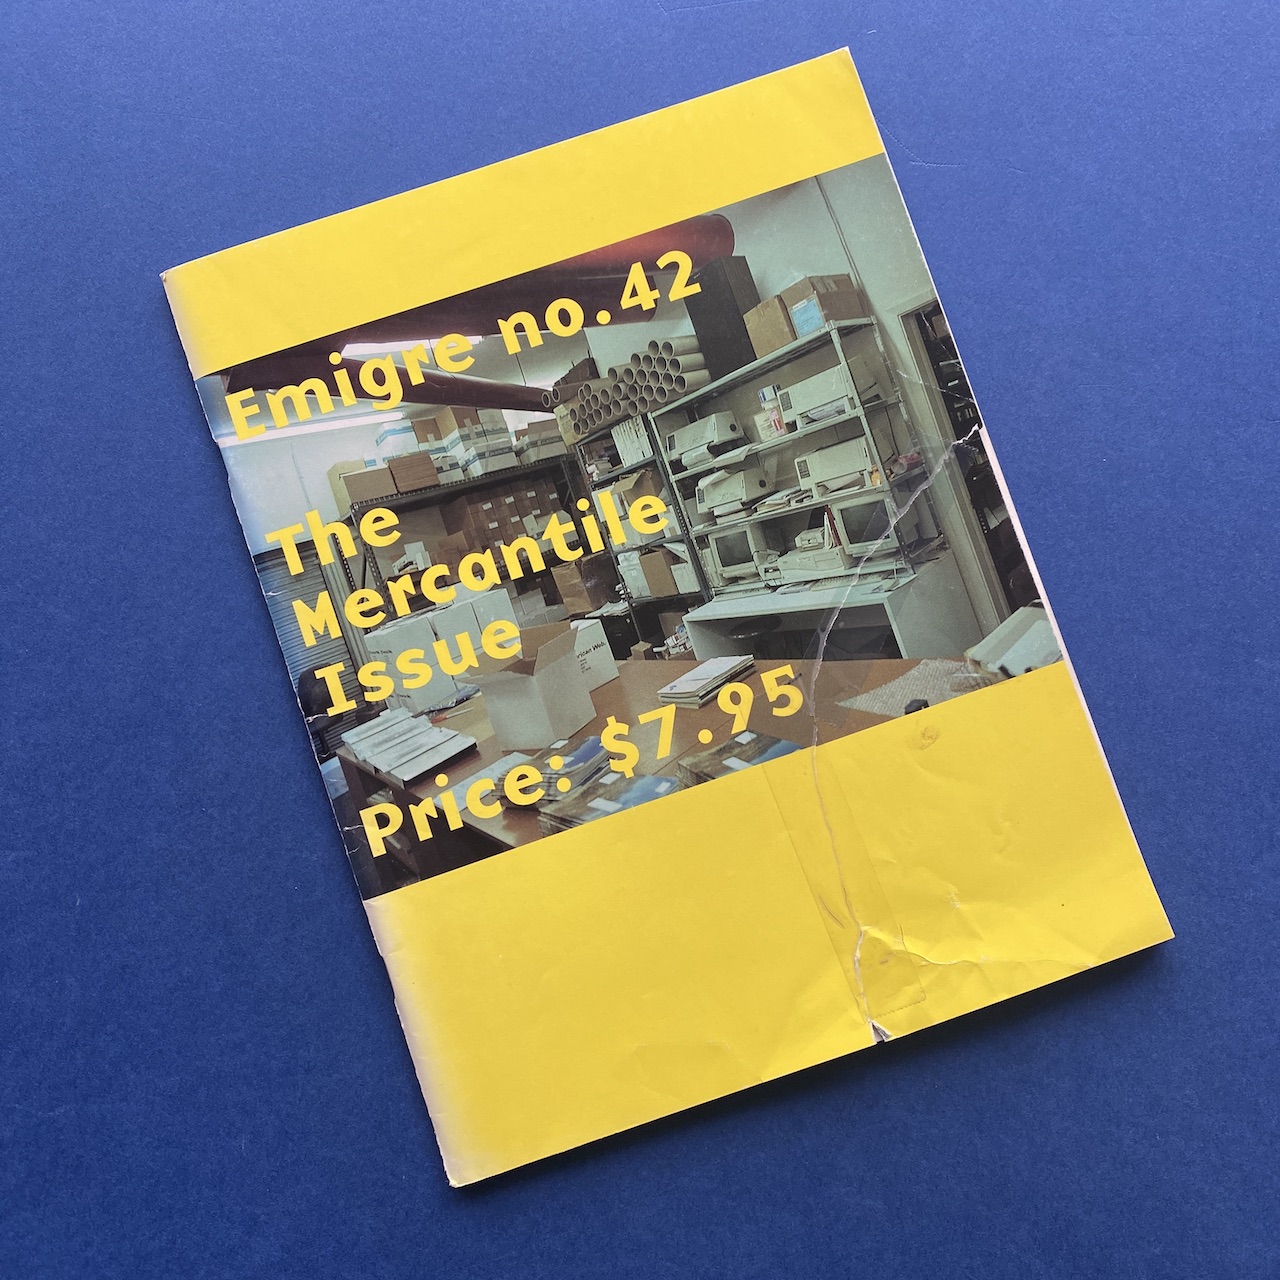 Emigre no.42
The
Mercantile
Issue
Price: $7.95